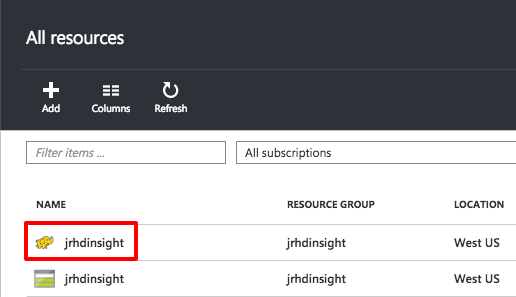 All resources
Add Columns Refresh
Filter items ... All subscriptions
NAME RESOURCE GROUP LOCATION
jrhdinsight jrhdinsight West US
jrhdinsight jrhdinsight West US